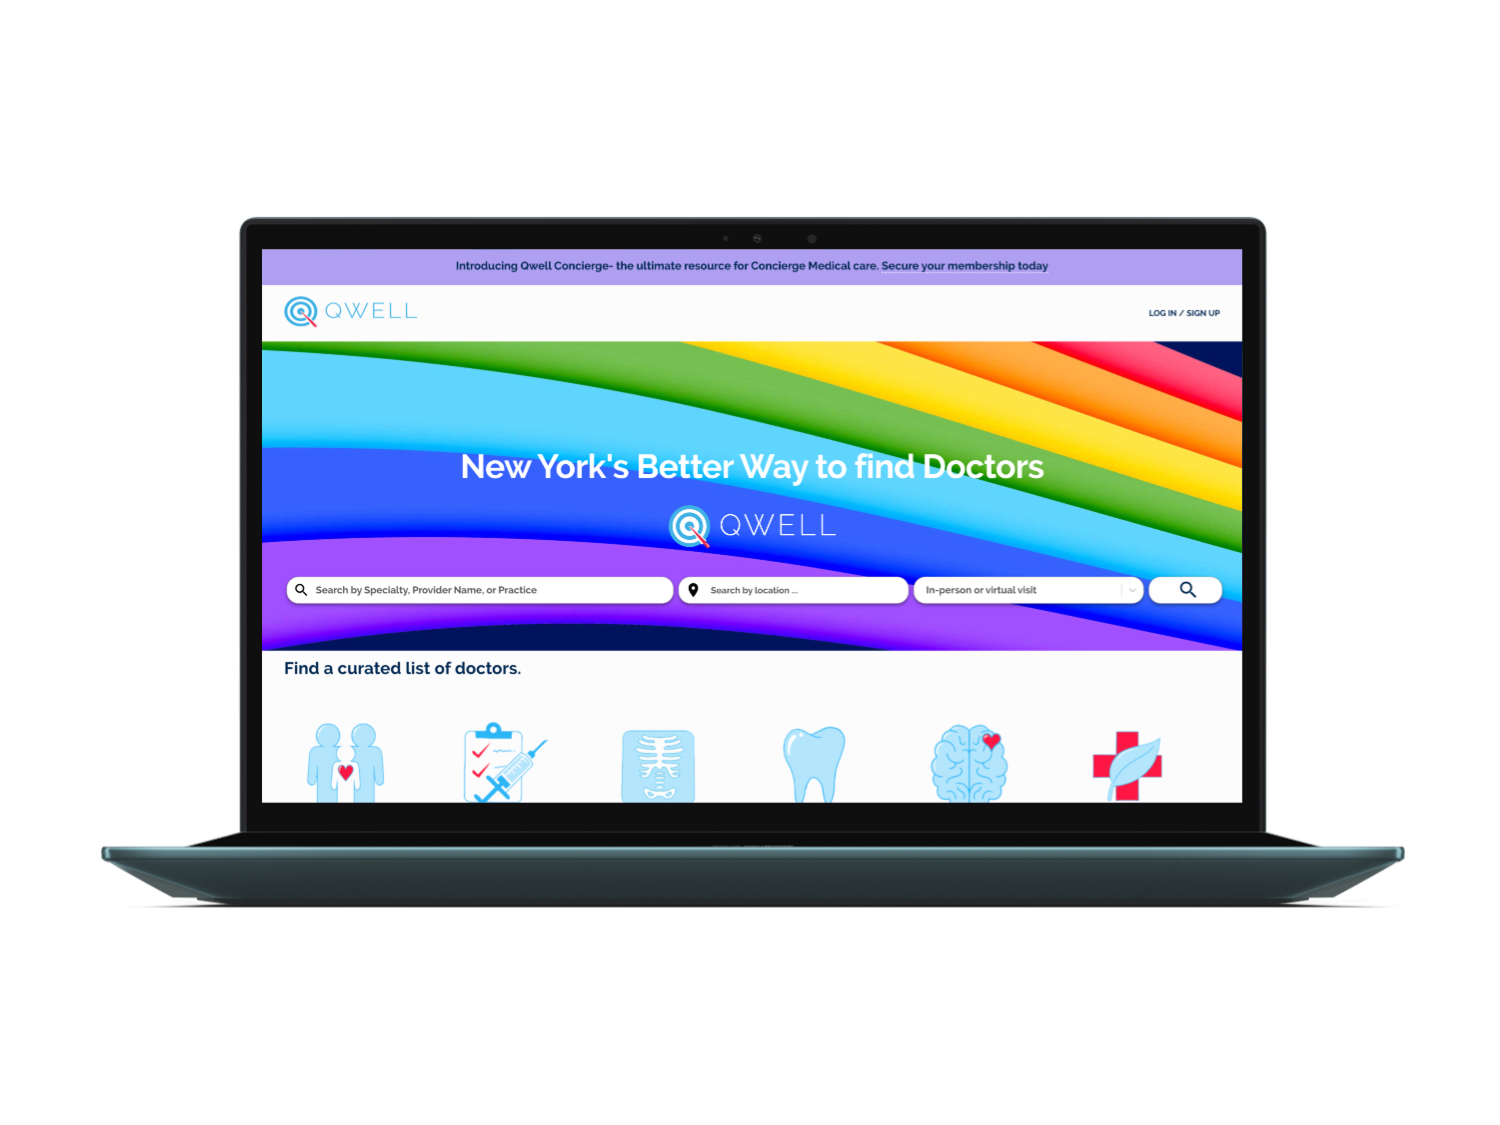 Introducing Qwell Concierge- the ultimate resource for Concierge Medical care. Secure your membership today
QWELL
LOG IN / SIGN UP
New York's Better Way to find Doctors
QWELL
Search by Specialty, Provider Name, or Practice
Search by location ...
In-person or virtual visit
Find a curated list of doctors.